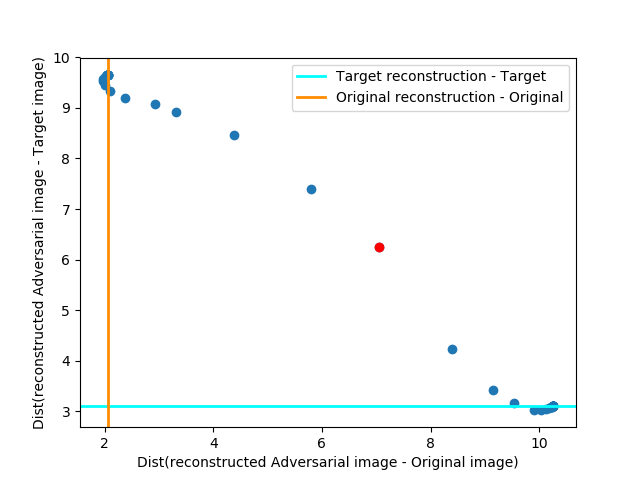 Dist(reconstructed Adversarial image - Target image)
10
9
8
7
6
5
4
3
Target reconstruction - Target
Original reconstruction - Original
2 4 6 8 10
Dist(reconstructed Adversarial image - Original image)